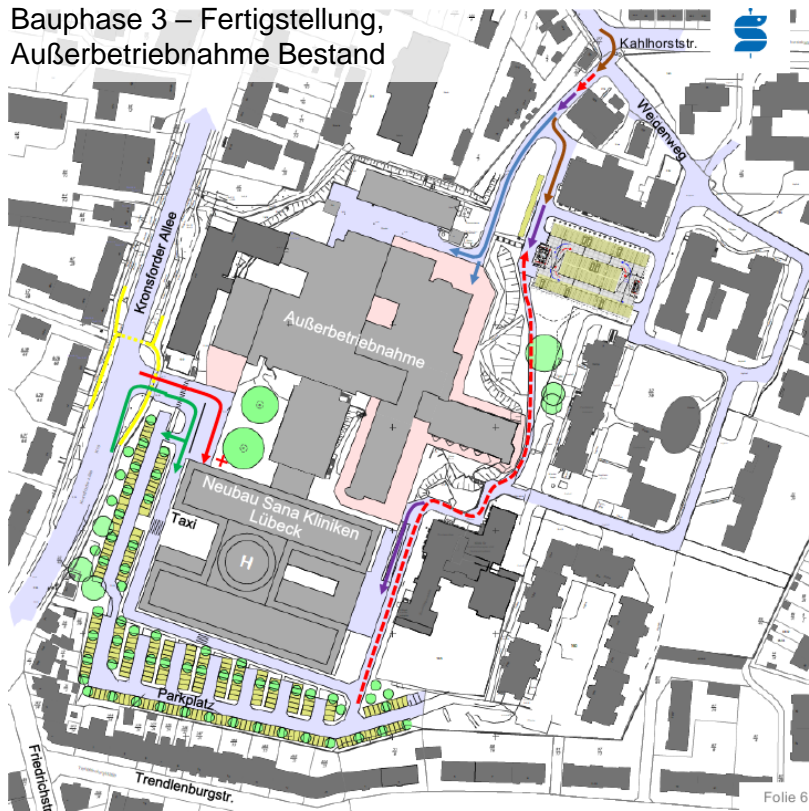 Bauphase 3 – Fertigstellung,
Außerbetriebnahme Bestand
Kahlhorststr.
Weidenweg
Kronsforder Allee
Außerbetriebnahme
Neubau Sana Kliniken
Lübeck
Taxi
H
Parkplatz
Friedrichstr
Trendlenburgstr.
Folie 6